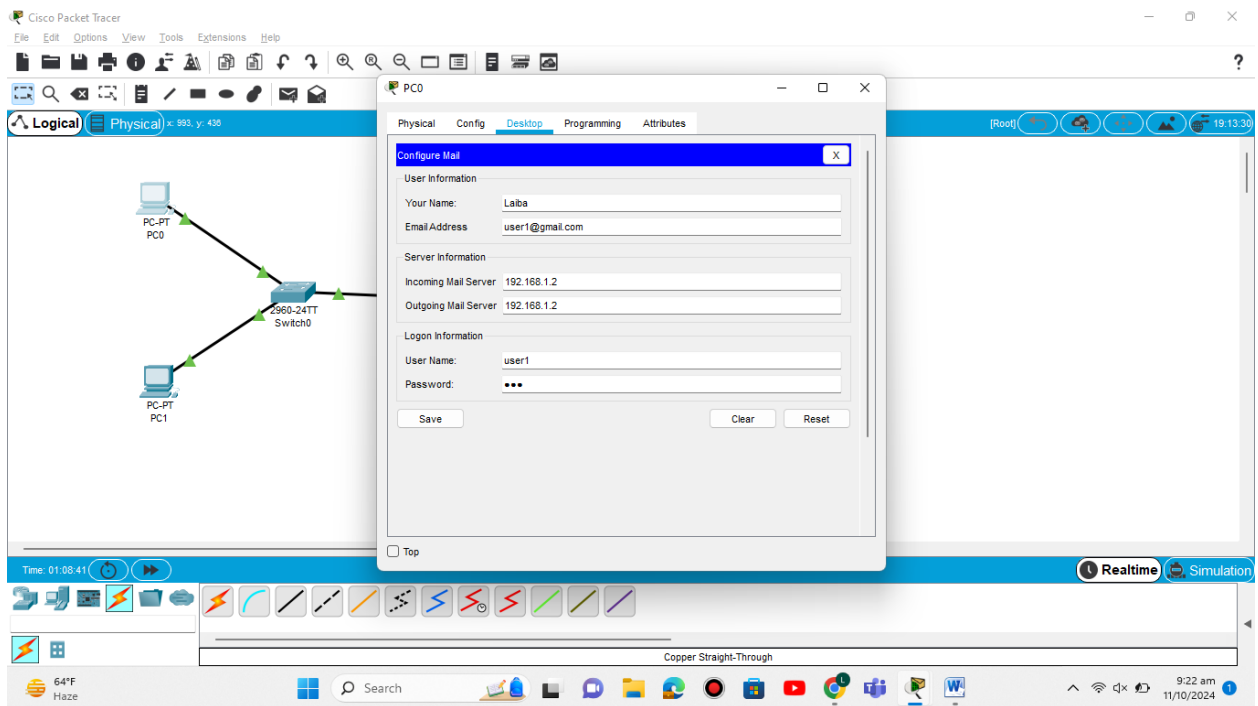 Cisco Packet Tracer
File Edit Options View Tools Extensions Help
?
PC0
Logical Physical x: 993, y: 436
[Root] 19:13:30
Physical Config Desktop Programming Attributes
Configure Mail X
User Information
Your Name: Laiba
Email Address user1@gmail.com
Server Information
Incoming Mail Server 192.168.1.2
Outgoing Mail Server 192.168.1.2
Logon Information
User Name: user1
Password: •••
Save Clear Reset
Top
PC-PT
PC0
2960-24TT
Switch0
PC-PT
PC1
Time: 01:08:41
Realtime Simulation
Copper Straight-Through
64°F
Haze
Search
9:22 am
11/10/2024
1